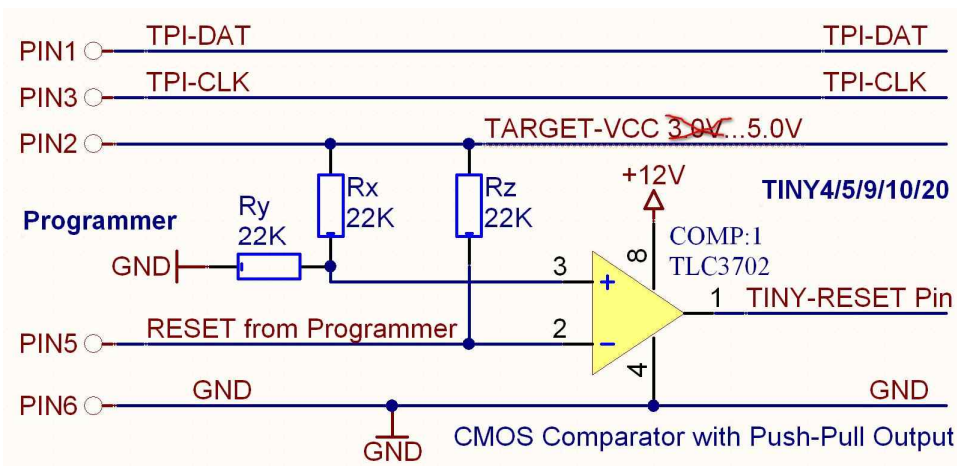 PIN1 TPI-DAT TPI-DAT
PIN3 TPI-CLK TPI-CLK
PIN2 TARGET-VCC 3.0V...5.0V
+12V
TINY4/5/9/10/20
Programmer
Ry
22K
Rx
22K
Rz
22K
COMP:1
TLC3702
GND
3
+
8
1
TINY-RESET Pin
PIN5 RESET from Programmer
2
-
4
PIN6 GND GND
GND
CMOS Comparator with Push-Pull Output